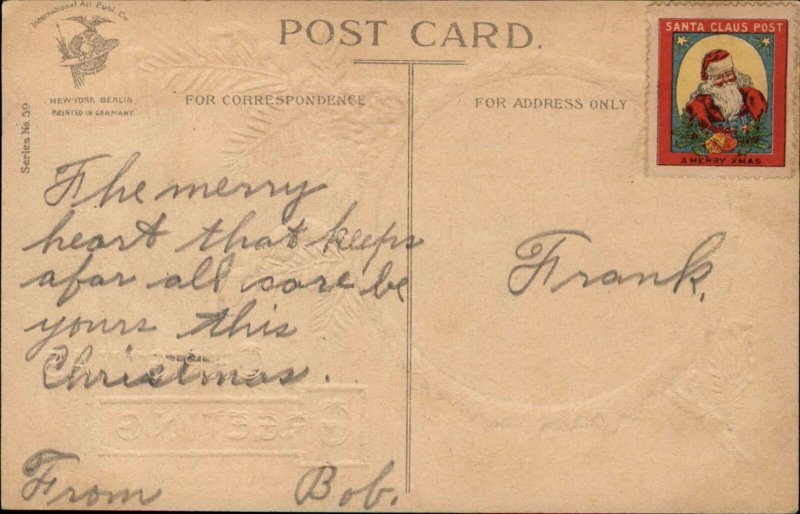 International Art Publ. Co.
NEW-YORK BERLIN
PRINTED IN GERMANY
Series No. 59
POST CARD.
FOR CORRESPONDENCE
FOR ADDRESS ONLY
SANTA CLAUS POST
A MERRY XMAS
The merry
heart that keeps
afar all care be
yours this
Christmas.
From Bob.
Frank.
GREETING